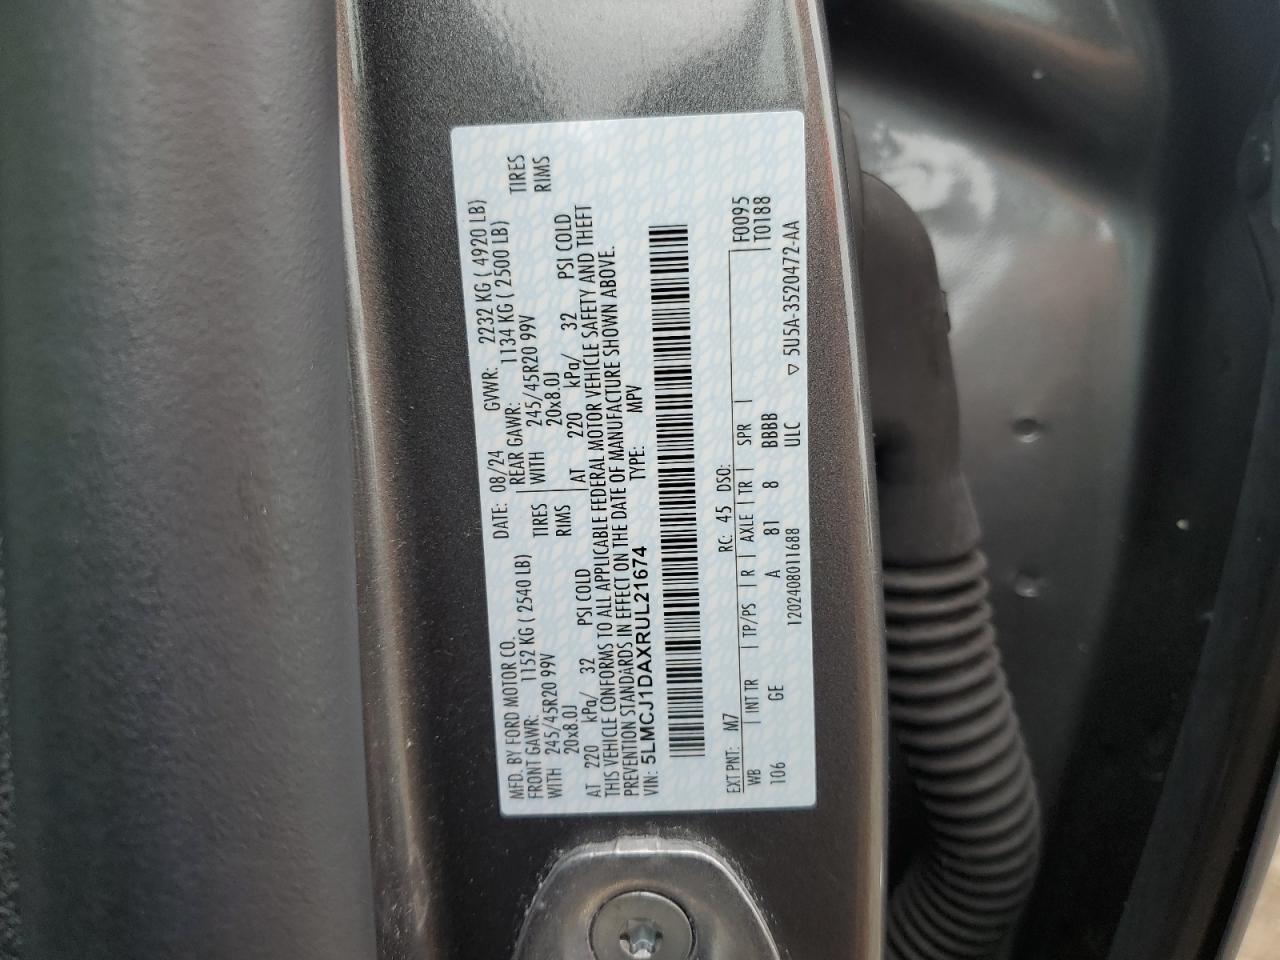 MFD. BY FORD MOTOR CO.
DATE: 08/24 GVWR: 2232 KG ( 4920 LB)
FRONT GAWR: 1152 KG ( 2540 LB) REAR GAWR: 1134 KG ( 2500 LB)
WITH 245/45R20 99V TIRES WITH 245/45R20 99V TIRES
20x8.0J RIMS 20x8.0J RIMS
AT 220 kPa/ 32 PSI COLD AT 220 kPa/ 32 PSI COLD
THIS VEHICLE CONFORMS TO ALL APPLICABLE FEDERAL MOTOR VEHICLE SAFETY AND THEFT
PREVENTION STANDARDS IN EFFECT ON THE DATE OF MANUFACTURE SHOWN ABOVE.
VIN: 5LMCJ1DAXRUL21674 TYPE: MPV
EXT PNT: M7 RC: 45 DSO: F0095
WB INT TR TP/PS R AXLE TR SPR T0188
106 GE A 81 8 BBBB
1202408011688 ULC ▽ 5U5A-3520472-AA